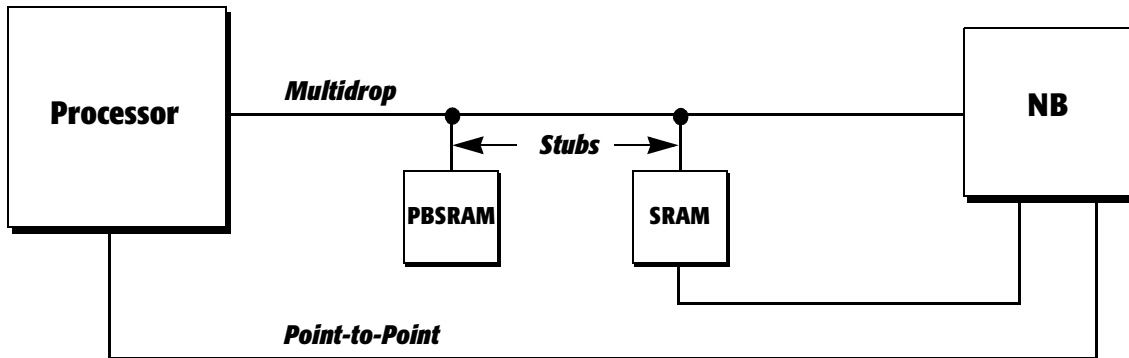 Processor
Multidrop
NB
Stubs
PBSRAM
SRAM
Point-to-Point